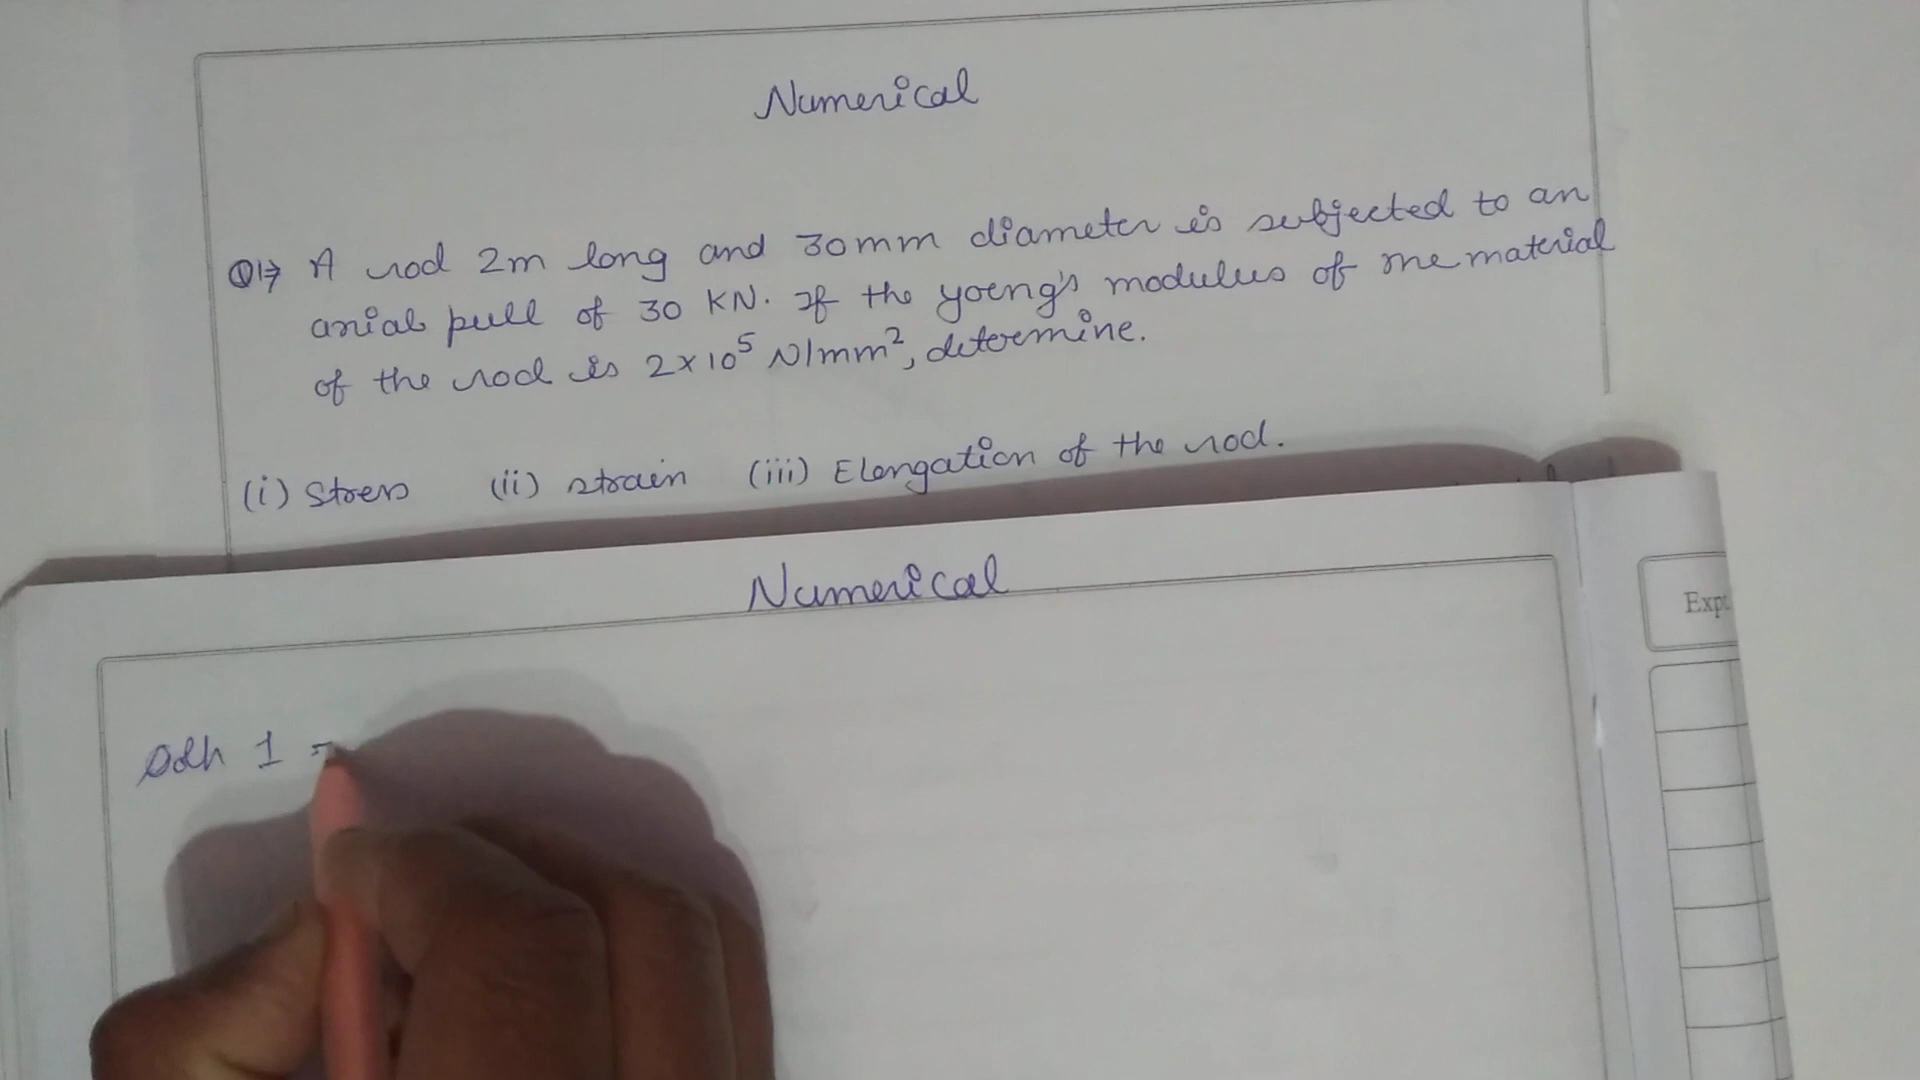 Numerical
Q1→ A rod 2m long and 30mm diameter is subjected to an
axial pull of 30 KN. If the young's modulus of the material
of the rod is 2×10⁵ N/mm², determine.
(i) Stress (ii) strain (iii) Elongation of the rod.
Numerical
Expt
Soln 1